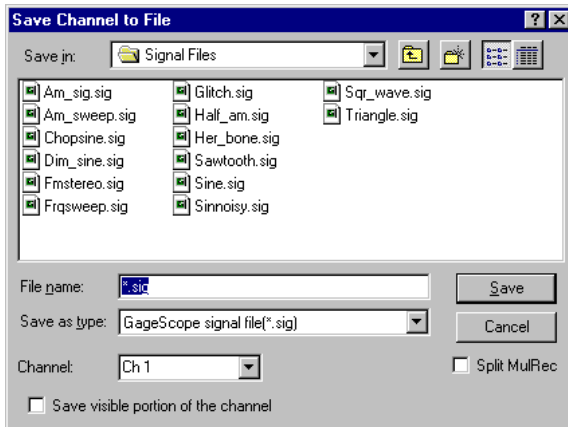 Save Channel to File
Save in: Signal Files
Am_sig.sig Glitch.sig Sqr_wave.sig
Am_sweep.sig Half_am.sig Triangle.sig
Chopsine.sig Her_bone.sig
Dim_sine.sig Sawtooth.sig
Fmstereo.sig Sine.sig
Frqsweep.sig Sinnoisy.sig
File name: *.sig Save
Save as type: GageScope signal file(*.sig) Cancel
Channel: Ch 1 Split MulRec
Save visible portion of the channel